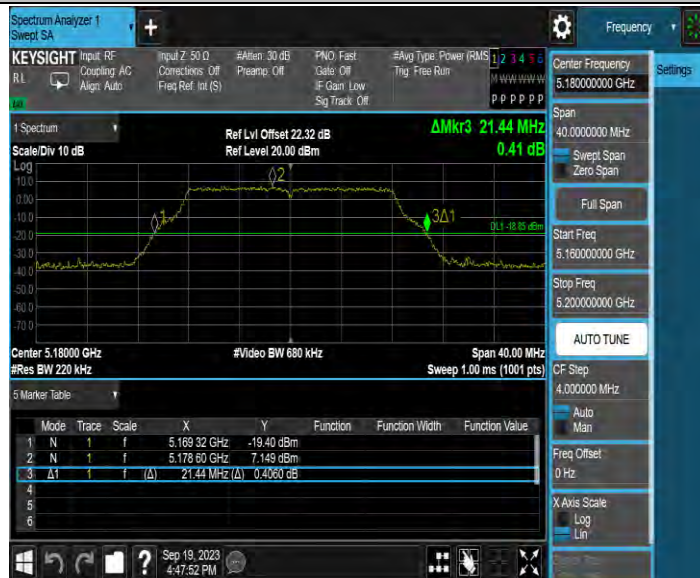 Spectrum Analyzer 1
Swept SA
+
Frequency
KEYSIGHT
RL
Input: RF
Coupling: AC
Align: Auto
Input Z: 50 Ω
Corrections: Off
Freq Ref: Int (S)
#Atten: 30 dB
Preamp: Off
PNO: Fast
Gate: Off
IF Gain: Low
Sig Track: Off
#Avg Type: Power (RMS
Trig: Free Run
1 2 3 4 5 6
M W W W W W
P P P P P P
1 Spectrum
Scale/Div 10 dB
Ref Lvl Offset 22.32 dB
Ref Level 20.00 dBm
ΔMkr3 21.44 MHz
0.41 dB
Log
10.0
0.00
-10.0
-20.0
-30.0
-40.0
-50.0
-60.0
-70.0
1
2
3Δ1
DL1 -18.85 dBm
Center 5.18000 GHz
#Res BW 220 kHz
#Video BW 680 kHz
Span 40.00 MHz
Sweep 1.00 ms (1001 pts)
5 Marker Table
Mode Trace Scale X Y Function Function Width Function Value
1 N 1 f 5.169 32 GHz -19.40 dBm
2 N 1 f 5.178 60 GHz 7.149 dBm
3 Δ1 1 f (Δ) 21.44 MHz (Δ) 0.4060 dB
4
5
6
Center Frequency
5.180000000 GHz
Settings
Span
40.0000000 MHz
Swept Span
Zero Span
Full Span
Start Freq
5.160000000 GHz
Stop Freq
5.200000000 GHz
AUTO TUNE
CF Step
4.000000 MHz
Auto
Man
Freq Offset
0 Hz
X Axis Scale
Log
Lin
?
Sep 19, 2023
4:47:52 PM